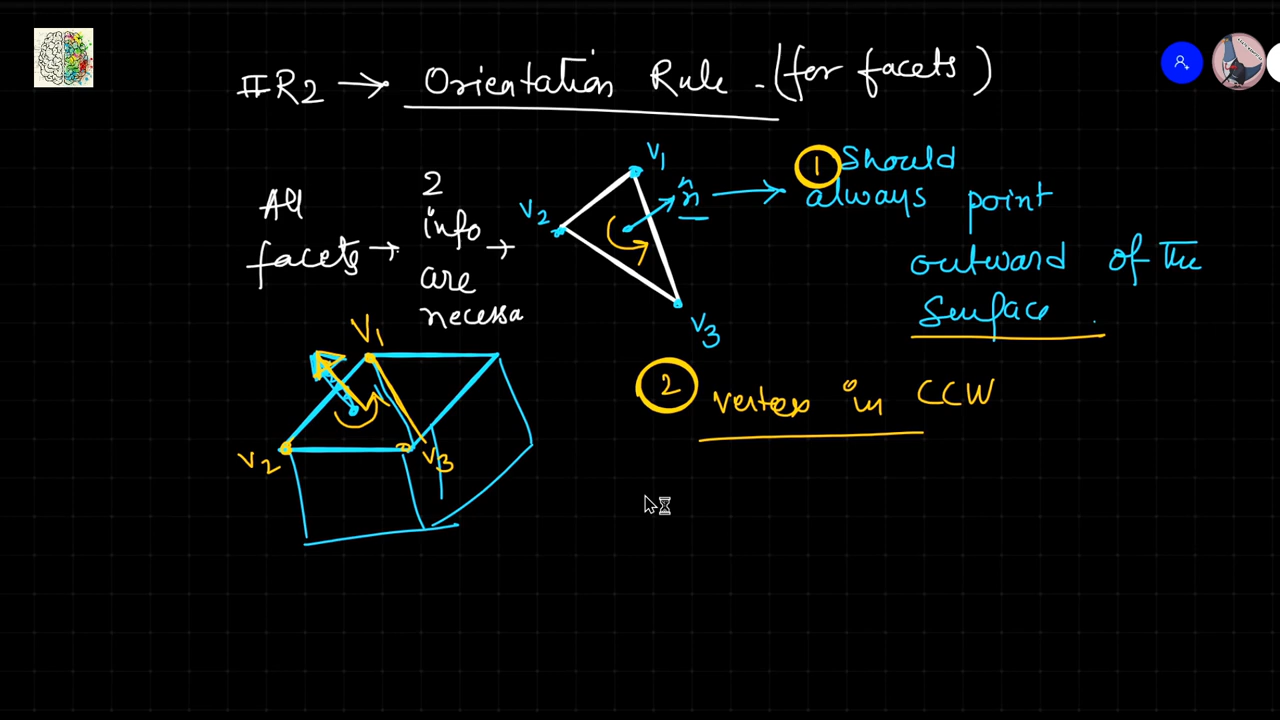 #R2 → Orientation Rule - (for facets)
All facets → 2 info are necessa →
V1
V2
V3
n̂ → ① Should always point
outward of the
Surface.
② vertex in CCW
V1
V2
V3